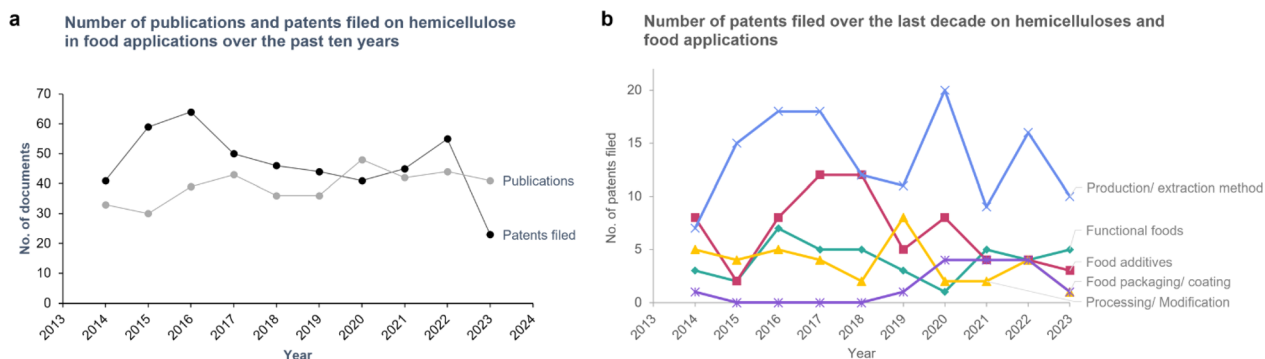 a
Number of publications and patents filed on hemicellulose
in food applications over the past ten years
No. of documents
70
60
50
40
30
20
10
0
Publications
Patents filed
2013
2014
2015
2016
2017
2018
2019
2020
2021
2022
2023
2024
Year
b
Number of patents filed over the last decade on hemicelluloses and
food applications
No. of patents filed
20
15
10
5
0
Production/ extraction method
Functional foods
Food additives
Food packaging/ coating
Processing/ Modification
2013
2014
2015
2016
2017
2018
2019
2020
2021
2022
2023
Year